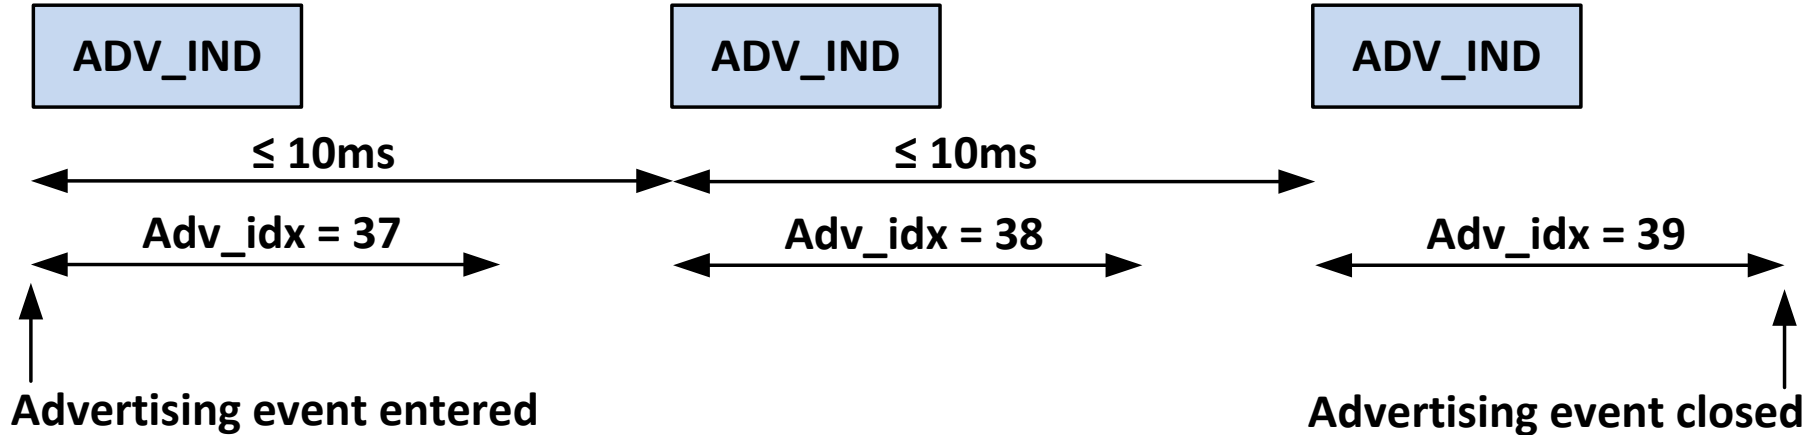 ADV_IND ADV_IND ADV_IND
≤ 10ms ≤ 10ms
Adv_idx = 37 Adv_idx = 38 Adv_idx = 39
Advertising event entered Advertising event closed